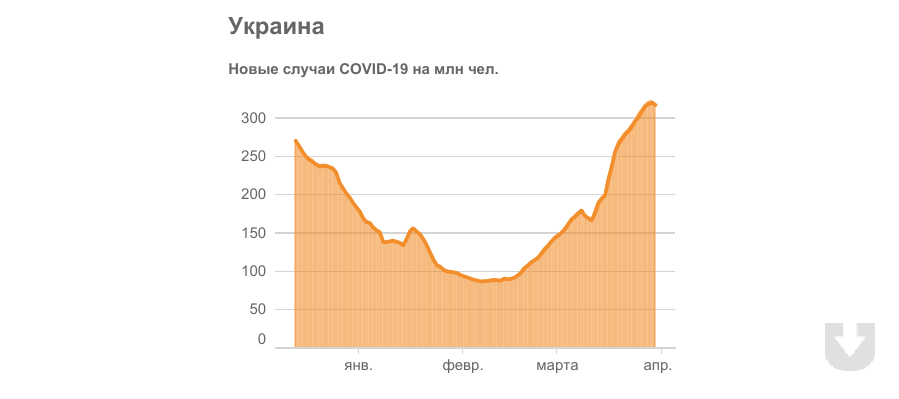 Украина
Новые случаи COVID-19 на млн чел.
300
250
200
150
100
50
0
янв.
февр.
марта
апр.